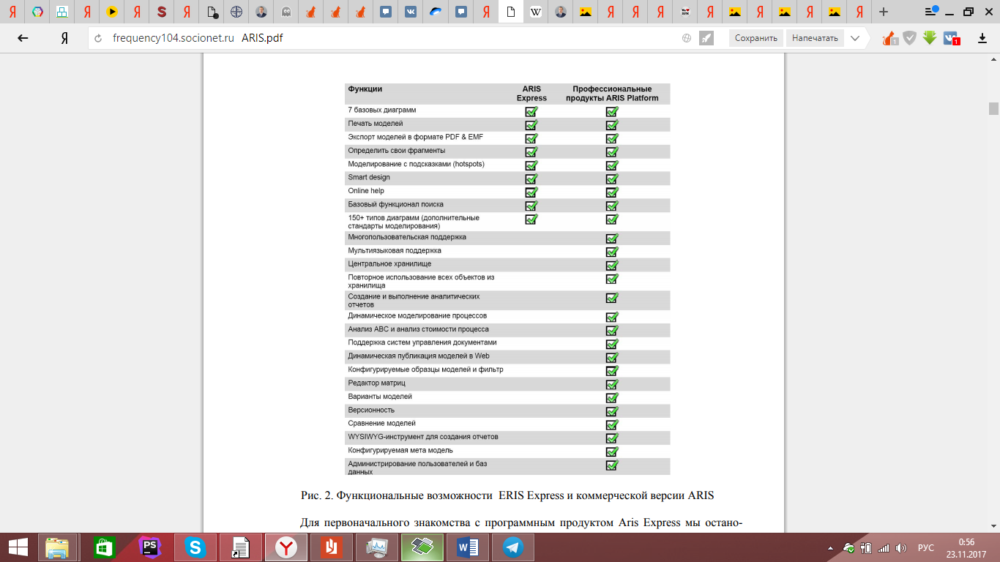 frequency104.socionet.ru ARIS.pdf
Сохранить
Напечатать
1
1
Функции
ARIS Express
Профессиональные продукты ARIS Platform
7 базовых диаграмм
Печать моделей
Экспорт моделей в формате PDF & EMF
Определить свои фрагменты
Моделирование с подсказками (hotspots)
Smart design
Online help
Базовый функционал поиска
150+ типов диаграмм (дополнительные
стандарты моделирования)
Многопользовательская поддержка
Мультиязыковая поддержка
Центральное хранилище
Повторное использование всех объектов из
хранилища
Создание и выполнение аналитических
отчетов
Динамическое моделирование процессов
Анализ ABC и анализ стоимости процесса
Поддержка систем управления документами
Динамическая публикация моделей в Web
Конфигурируемые образцы моделей и фильтр
Редактор матриц
Варианты моделей
Версионность
Сравнение моделей
WYSIWYG-инструмент для создания отчетов
Конфигурируемая мета модель
Администрирование пользователей и баз
данных
Рис. 2. Функциональные возможности ERIS Express и коммерческой версии ARIS
Для первоначального знакомства с программным продуктом Aris Express мы остано-
РУС
0:56
23.11.2017